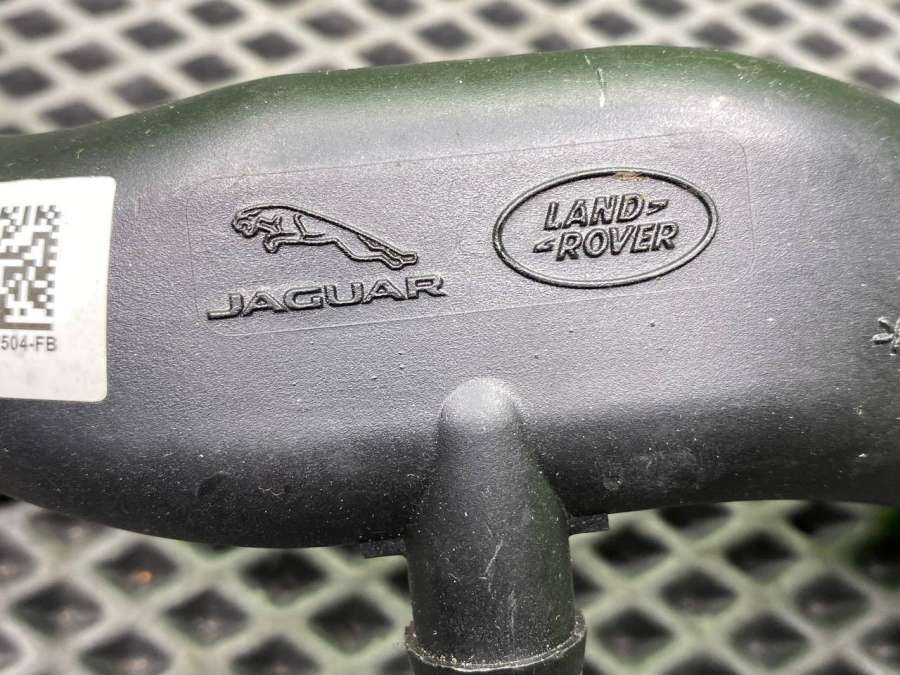 JAGUAR
LAND
ROVER
504-FB